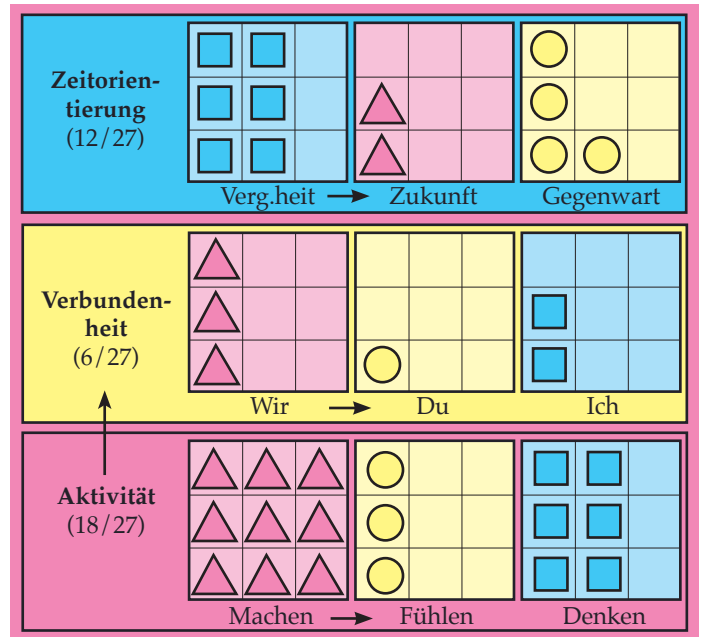 Zeitorien-
tierung
(12/27)
Verg.heit → Zukunft Gegenwart
Verbunden-
heit
(6/27)
Wir → Du Ich
Aktivität
(18/27)
Machen → Fühlen Denken